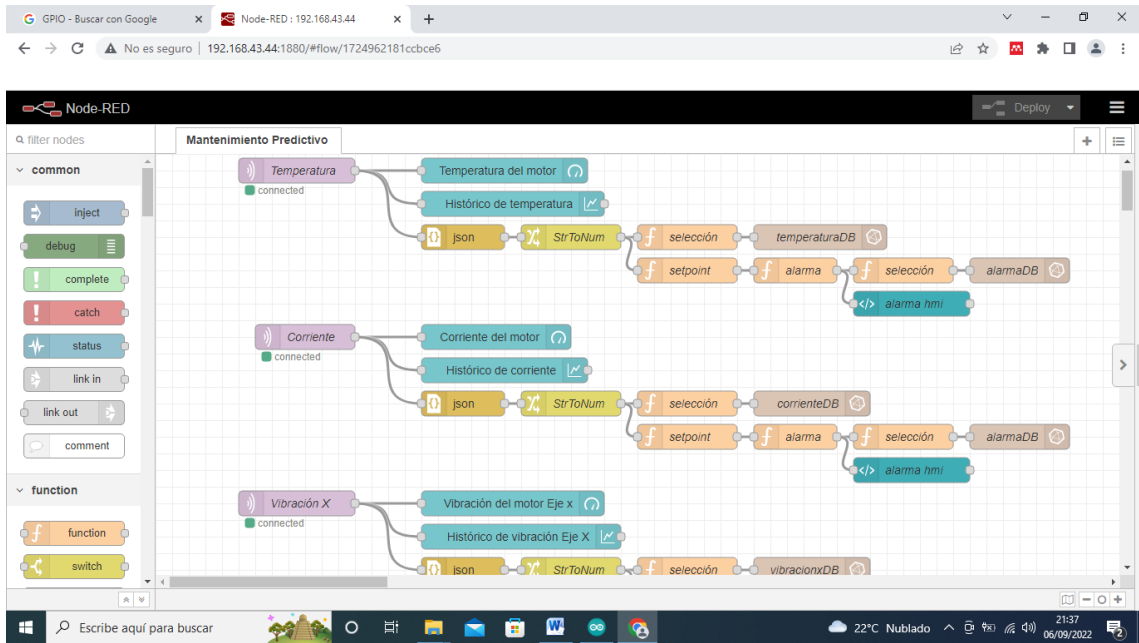 GPIO - Buscar con Google
Node-RED : 192.168.43.44
No es seguro
192.168.43.44:1880/#flow/1724962181ccbce6
Node-RED
Deploy
filter nodes
Mantenimiento Predictivo
common
inject
debug
complete
catch
status
link in
link out
comment
function
function
switch
Temperatura
connected
Temperatura del motor
Histórico de temperatura
json
StrToNum
selección
temperaturaDB
setpoint
alarma
selección
alarmaDB
alarma hmi
Corriente
connected
Corriente del motor
Histórico de corriente
json
StrToNum
selección
corrienteDB
setpoint
alarma
selección
alarmaDB
alarma hmi
Vibración X
connected
Vibración del motor Eje x
Histórico de vibración Eje X
json
StrToNum
selección
vibracionxDB
Escribe aquí para buscar
22°C Nublado
21:37
06/09/2022
2